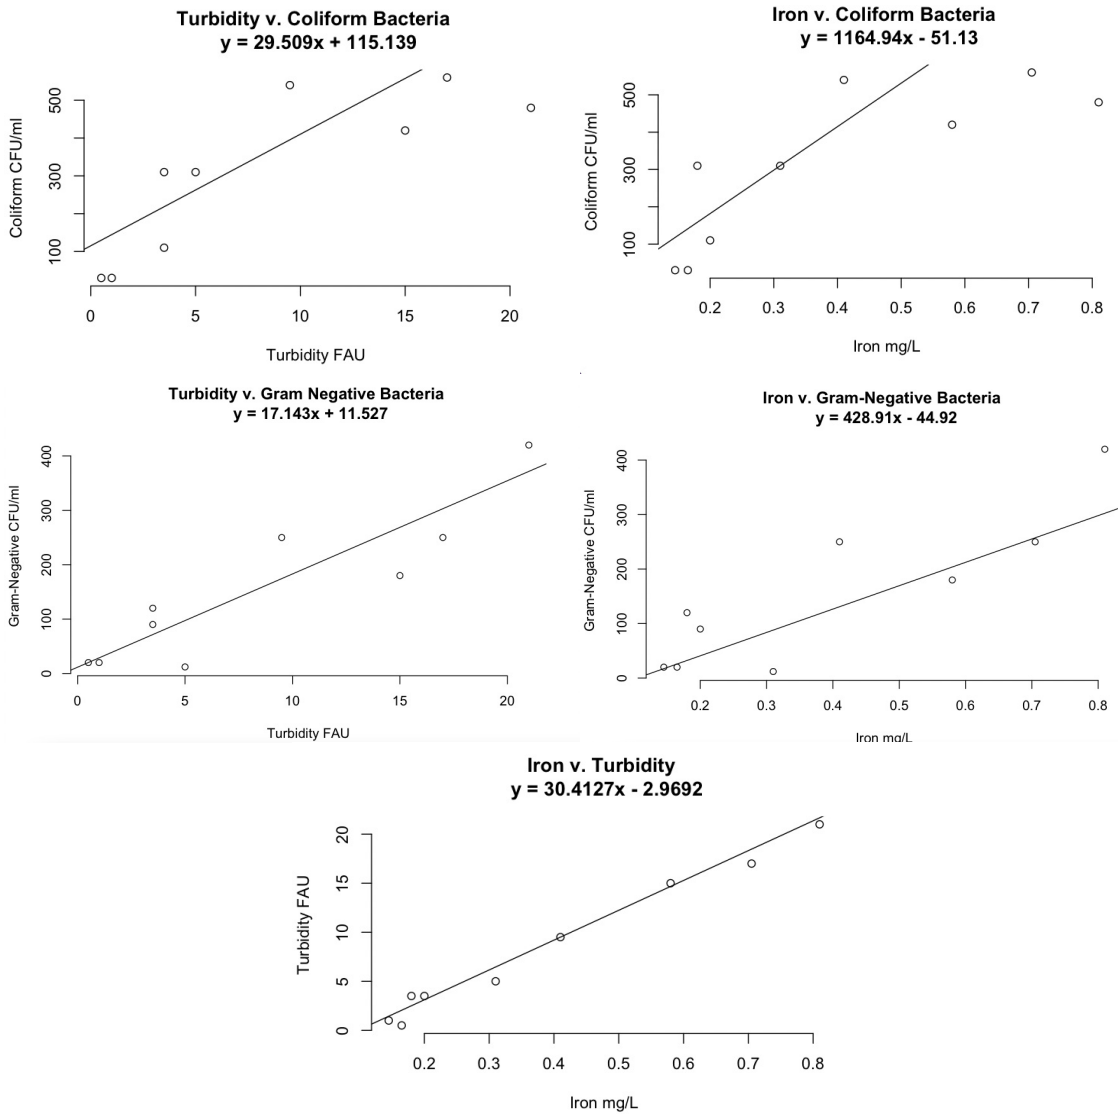 Turbidity v. Coliform Bacteria
y = 29.509x + 115.139
Coliform CFU/ml
500
300
100
0 5 10 15 20
Turbidity FAU
Iron v. Coliform Bacteria
y = 1164.94x - 51.13
Coliform CFU/ml
500
300
100
0.2 0.3 0.4 0.5 0.6 0.7 0.8
Iron mg/L
Turbidity v. Gram Negative Bacteria
y = 17.143x + 11.527
Gram-Negative CFU/ml
400
300
200
100
0
0 5 10 15 20
Turbidity FAU
Iron v. Gram-Negative Bacteria
y = 428.91x - 44.92
Gram-Negative CFU/ml
400
300
200
100
0
0.2 0.3 0.4 0.5 0.6 0.7 0.8
Iron mg/L
Iron v. Turbidity
y = 30.4127x - 2.9692
Turbidity FAU
20
15
10
5
0
0.2 0.3 0.4 0.5 0.6 0.7 0.8
Iron mg/L